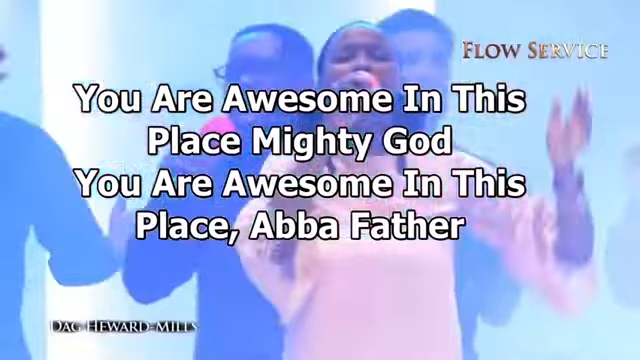 Flow Service
You Are Awesome In This
Place Mighty God
You Are Awesome In This
Place, Abba Father
Dag Heward-Mills